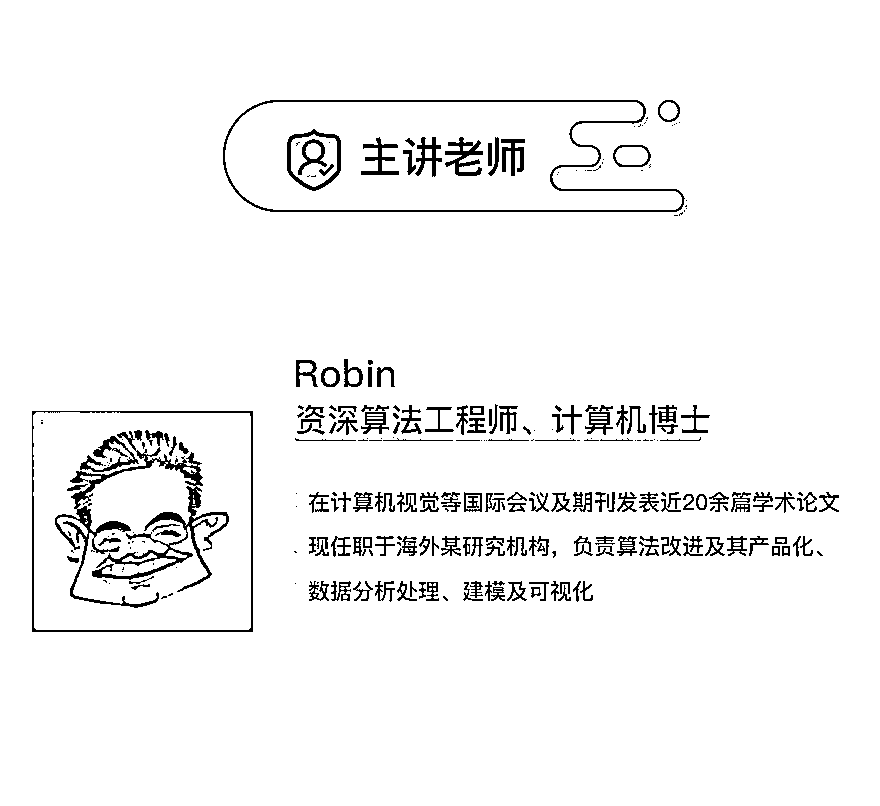 主讲老师
Robin
资深算法工程师、计算机博士
在计算机视觉等国际会议及期刊发表近20余篇学术论文
现任职于海外某研究机构，负责算法改进及其产品化、
数据分析处理、建模及可视化